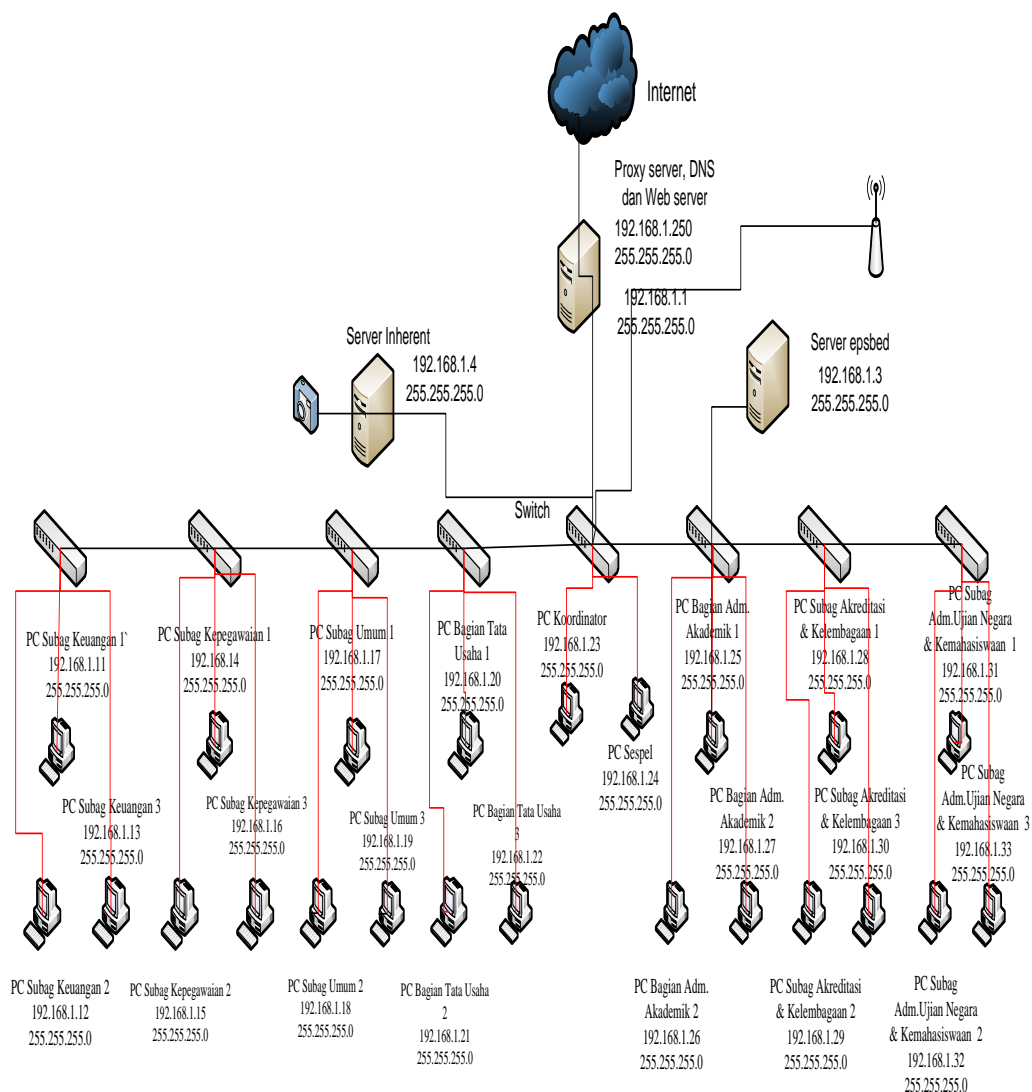 Internet
Proxy server, DNS
dan Web server
192.168.1.250
255.255.255.0
192.168.1.1
255.255.255.0
Server Inherent
192.168.1.4
255.255.255.0
Server epsbed
192.168.1.3
255.255.255.0
Switch
PC Subag Keuangan 1`
192.168.1.11
255.255.255.0
PC Subag Kepegawaian 1
192.168.14
255.255.255.0
PC Subag Umum 1
192.168.1.17
255.255.255.0
PC Bagian Tata
Usaha 1
192.168.1.20
255.255.255.0
PC Koordinator
192.168.1.23
255.255.255.0
PC Sespel
192.168.1.24
255.255.255.0
PC Bagian Adm.
Akademik 1
192.168.1.25
255.255.255.0
PC Subag Akreditasi
& Kelembagaan 1
192.168.1.28
255.255.255.0
PC Subag
Adm.Ujian Negara
& Kemahasiswaan 1
192.168.1.31
255.255.255.0
PC Subag Keuangan 3
192.168.1.13
255.255.255.0
PC Subag Kepegawaian 3
192.168.1.16
255.255.255.0
PC Subag Umum 3
192.168.1.19
255.255.255.0
PC Bagian Tata Usaha
3
192.168.1.22
255.255.255.0
PC Bagian Adm.
Akademik 2
192.168.1.27
255.255.255.0
PC Subag Akreditasi
& Kelembagaan 3
192.168.1.30
255.255.255.0
PC Subag
Adm.Ujian Negara
& Kemahasiswaan 3
192.168.1.33
255.255.255.0
PC Subag Keuangan 2
192.168.1.12
255.255.255.0
PC Subag Kepegawaian 2
192.168.1.15
255.255.255.0
PC Subag Umum 2
192.168.1.18
255.255.255.0
PC Bagian Tata Usaha
2
192.168.1.21
255.255.255.0
PC Bagian Adm.
Akademik 2
192.168.1.26
255.255.255.0
PC Subag Akreditasi
& Kelembagaan 2
192.168.1.29
255.255.255.0
PC Subag
Adm.Ujian Negara
& Kemahasiswaan 2
192.168.1.32
255.255.255.0